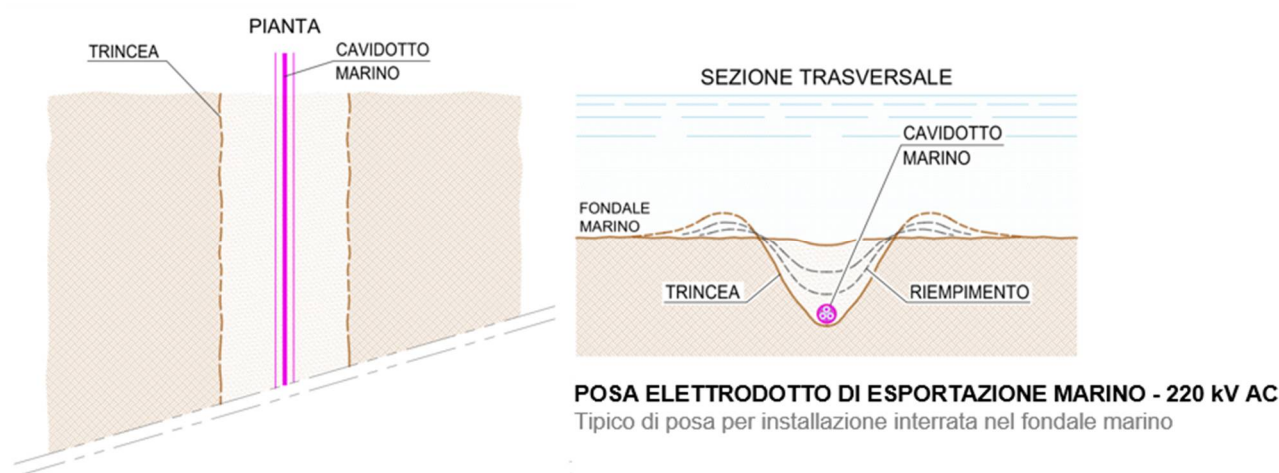 PIANTA
TRINCEA
CAVIDOTTO
MARINO
SEZIONE TRASVERSALE
CAVIDOTTO
MARINO
FONDALE
MARINO
TRINCEA
RIEMPIMENTO
POSA ELETTRODOTTO DI ESPORTAZIONE MARINO - 220 kV AC
Tipico di posa per installazione interrata nel fondale marino